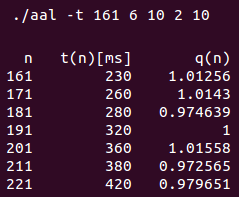 ./aal -t 161 6 10 2 10
n t(n)[ms] q(n)
161 230 1.01256
171 260 1.0143
181 280 0.974639
191 320 1
201 360 1.01558
211 380 0.972565
221 420 0.979651